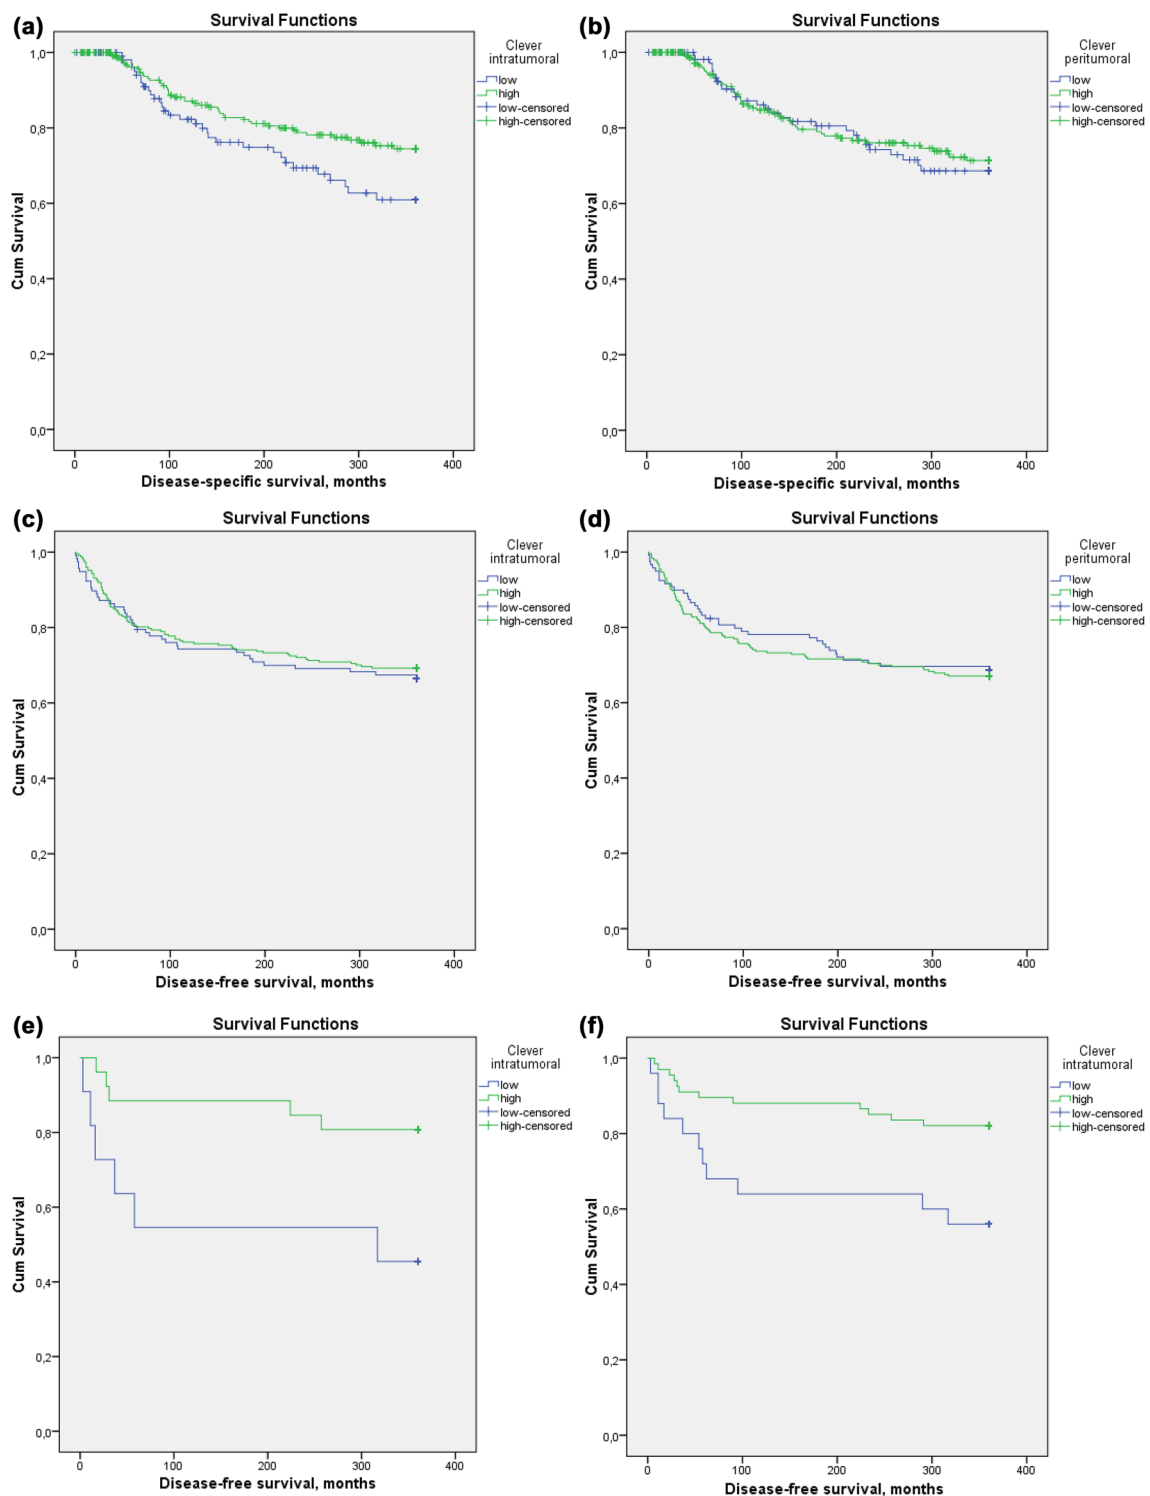 (a)
Survival Functions
Clever
intratumoral
low
high
low-censored
high-censored
Cum Survival
1,0
0,8
0,6
0,4
0,2
0,0
0
100
200
300
400
Disease-specific survival, months
(b)
Survival Functions
Clever
peritumoral
low
high
low-censored
high-censored
Cum Survival
1,0
0,8
0,6
0,4
0,2
0,0
0
100
200
300
400
Disease-specific survival, months
(c)
Survival Functions
Clever
intratumoral
low
high
low-censored
high-censored
Cum Survival
1,0
0,8
0,6
0,4
0,2
0,0
0
100
200
300
400
Disease-free survival, months
(d)
Survival Functions
Clever
peritumoral
low
high
low-censored
high-censored
Cum Survival
1,0
0,8
0,6
0,4
0,2
0,0
0
100
200
300
400
Disease-free survival, months
(e)
Survival Functions
Clever
intratumoral
low
high
low-censored
high-censored
Cum Survival
1,0
0,8
0,6
0,4
0,2
0,0
0
100
200
300
400
Disease-free survival, months
(f)
Survival Functions
Clever
intratumoral
low
high
low-censored
high-censored
Cum Survival
1,0
0,8
0,6
0,4
0,2
0,0
0
100
200
300
400
Disease-free survival, months